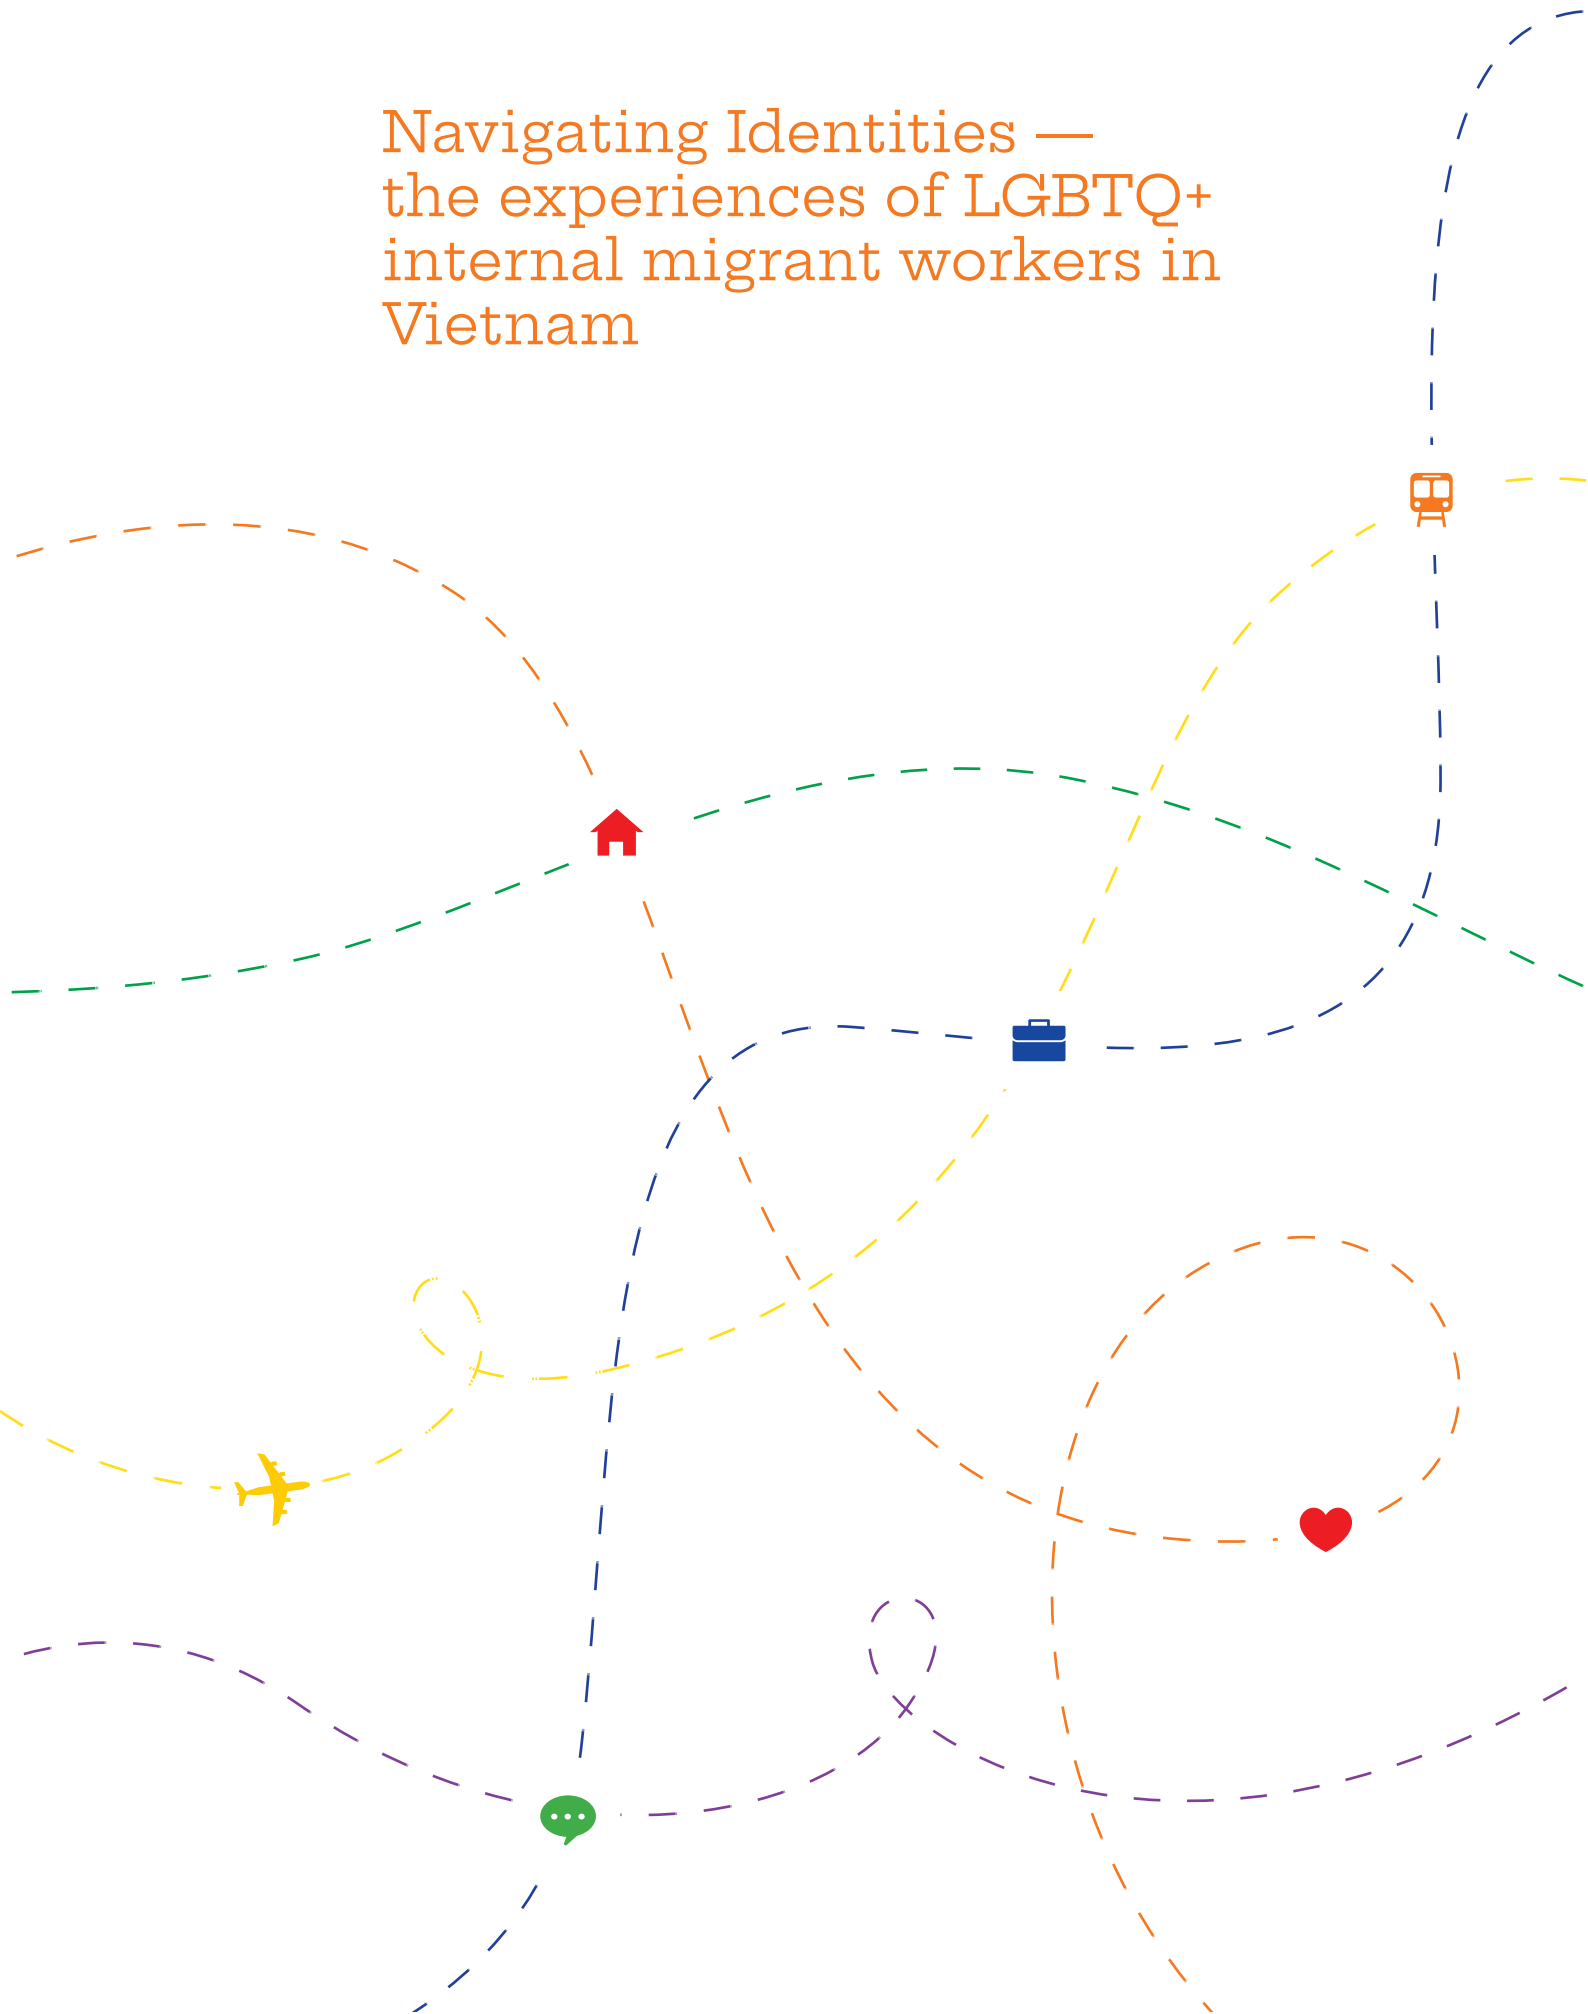 Navigating Identities —
the experiences of LGBTQ+
internal migrant workers in
Vietnam